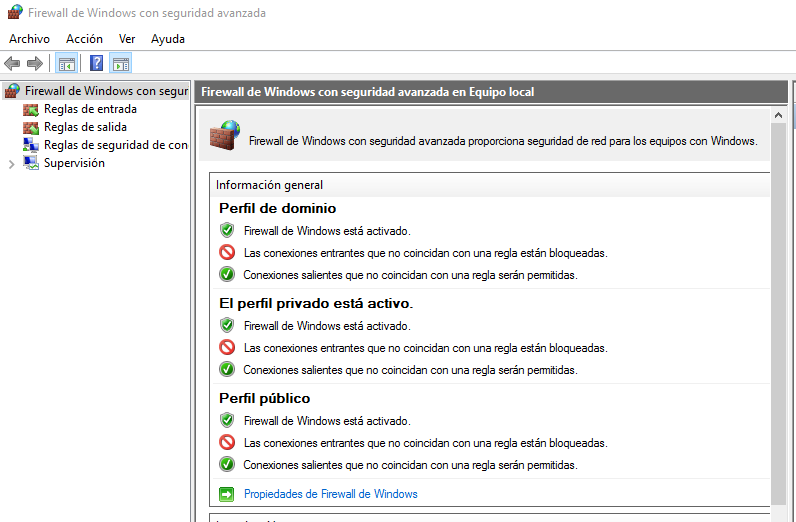 Firewall de Windows con seguridad avanzada
Archivo Acción Ver Ayuda
Firewall de Windows con segur
Reglas de entrada
Reglas de salida
Reglas de seguridad de con
Supervisión
Firewall de Windows con seguridad avanzada en Equipo local
Firewall de Windows con seguridad avanzada proporciona seguridad de red para los equipos con Windows.
Información general
Perfil de dominio
Firewall de Windows está activado.
Las conexiones entrantes que no coincidan con una regla están bloqueadas.
Conexiones salientes que no coincidan con una regla serán permitidas.
El perfil privado está activo.
Firewall de Windows está activado.
Las conexiones entrantes que no coincidan con una regla están bloqueadas.
Conexiones salientes que no coincidan con una regla serán permitidas.
Perfil público
Firewall de Windows está activado.
Las conexiones entrantes que no coincidan con una regla están bloqueadas.
Conexiones salientes que no coincidan con una regla serán permitidas.
Propiedades de Firewall de Windows